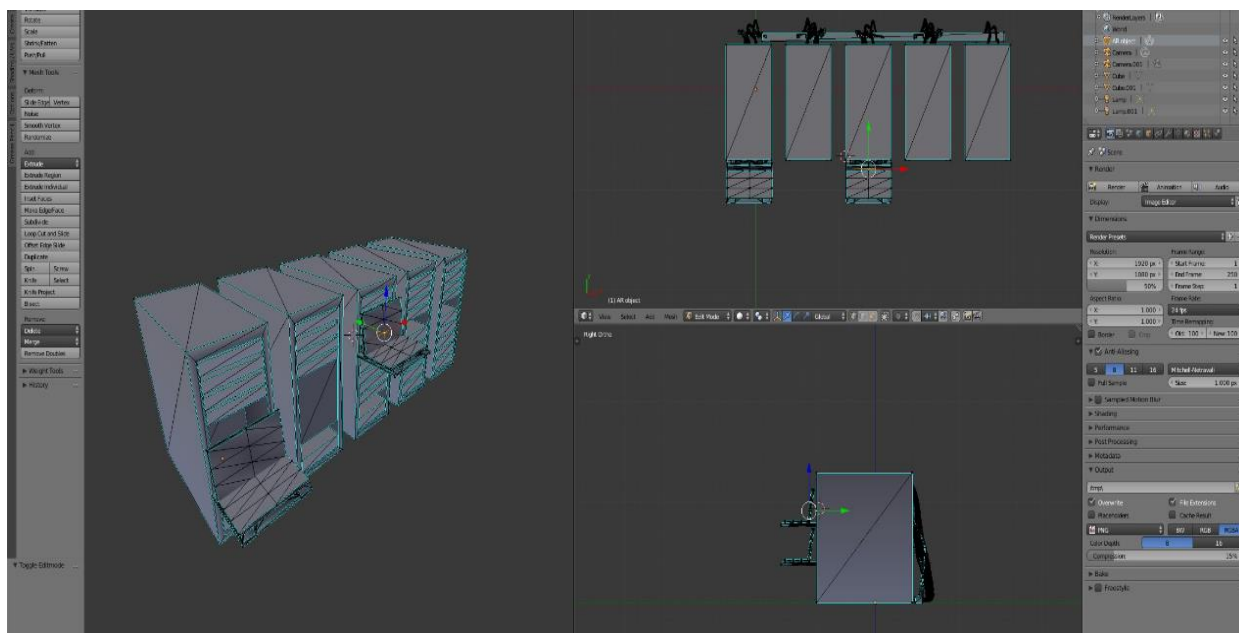 Rotate
Scale
Shrink/Fatten
Push/Pull
▼ Mesh Tools
Deform:
Slide Edge Vertex
Noise
Smooth Vertex
Randomize
Add:
Extrude
Extrude Region
Extrude Individual
Inset Faces
Make Edge/Face
Subdivide
Loop Cut and Slide
Offset Edge Slide
Duplicate
Spin Screw
Knife Select
Knife Project
Bisect
Remove:
Delete
Merge
Remove Doubles
▶ Weight Tools
▶ History
▼ Toggle Editmode
(1) AR object
View Select Add Mesh Edit Mode Global
Right Ortho
RenderLayers
World
AR object
Camera
Camera.001
Cube
Cube.001
Lamp
Lamp.001
Scene
▼ Render
Render Animation Audio
Display: Image Editor
▼ Dimensions
Render Presets
Resolution: Frame Range:
X: 1920 px Start Frame: 1
Y: 1080 px End Frame: 250
50% Frame Step: 1
Aspect Ratio: Frame Rate:
X: 1.000 24 fps
Y: 1.000 Time Remapping:
Border Crop Old: 100 New: 100
▼ Anti-Aliasing
5 8 11 16 Mitchell-Netravali
Full Sample Size: 1.000 px
▶ Sampled Motion Blur
▶ Shading
▶ Performance
▶ Post Processing
▶ Metadata
▼ Output
/tmp\
Overwrite File Extensions
Placeholders Cache Result
PNG BW RGB RGBA
Color Depth: 8 16
Compression: 15%
▶ Bake
▶ Freestyle